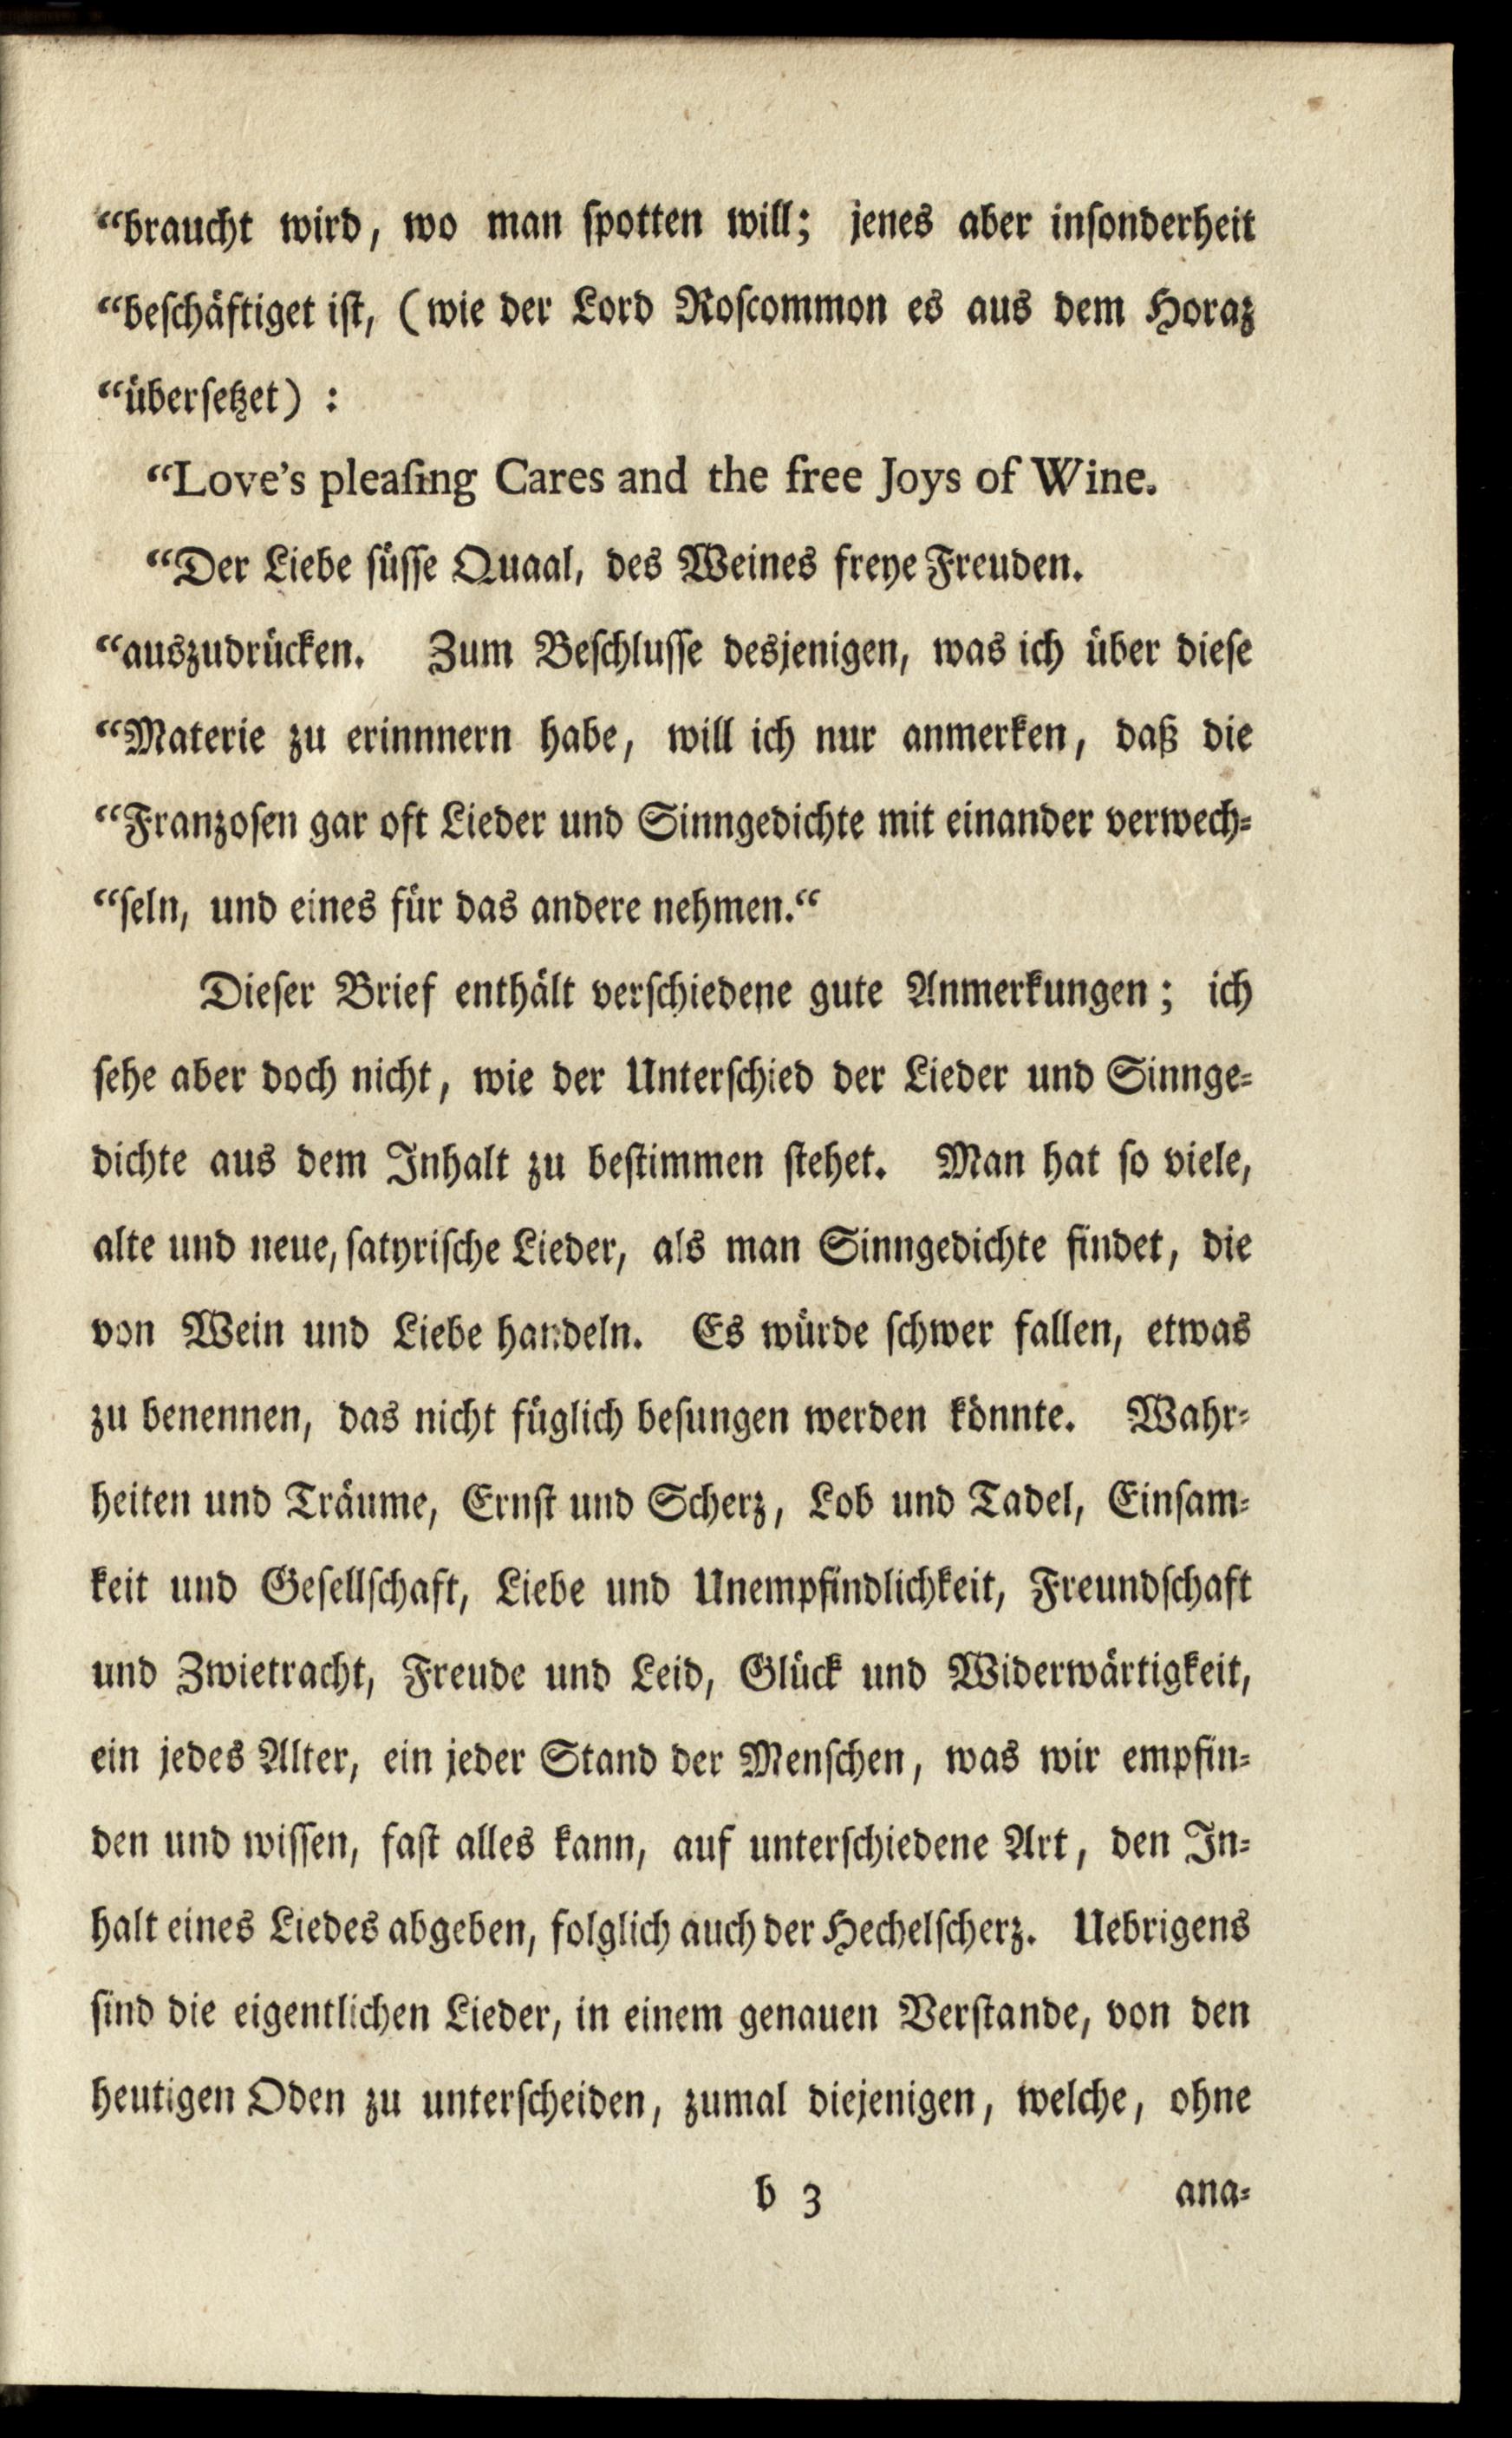 “braucht wird, wo man spotten will; jenes aber insonderheit
“beschäftiget ist, (wie der Lord Roscommon es aus dem Horaz
“übersetzet) :
“Love's pleaſing Cares and the free Joys of Wine.
“Der Liebe süsse Quaal, des Weines freye Freuden.
“auszudrücken. Zum Beschlusse desjenigen, was ich über diese
“Materie zu erinnnern habe, will ich nur anmerken, daß die
“Franzosen gar oft Lieder und Sinngedichte mit einander verwech-
“seln, und eines für das andere nehmen.“
Dieser Brief enthält verschiedene gute Anmerkungen; ich
sehe aber doch nicht, wie der Unterschied der Lieder und Sinnge-
dichte aus dem Inhalt zu bestimmen stehet. Man hat so viele,
alte und neue, satyrische Lieder, als man Sinngedichte findet, die
von Wein und Liebe handeln. Es würde schwer fallen, etwas
zu benennen, das nicht füglich besungen werden könnte. Wahr-
heiten und Träume, Ernst und Scherz, Lob und Tadel, Einsam-
keit und Gesellschaft, Liebe und Unempfindlichkeit, Freundschaft
und Zwietracht, Freude und Leid, Glück und Widerwärtigkeit,
ein jedes Alter, ein jeder Stand der Menschen, was wir empfin-
den und wissen, fast alles kann, auf unterschiedene Art, den In-
halt eines Liedes abgeben, folglich auch der Hechelscherz. Uebrigens
sind die eigentlichen Lieder, in einem genauen Verstande, von den
heutigen Oden zu unterscheiden, zumal diejenigen, welche, ohne
b 3 ana-